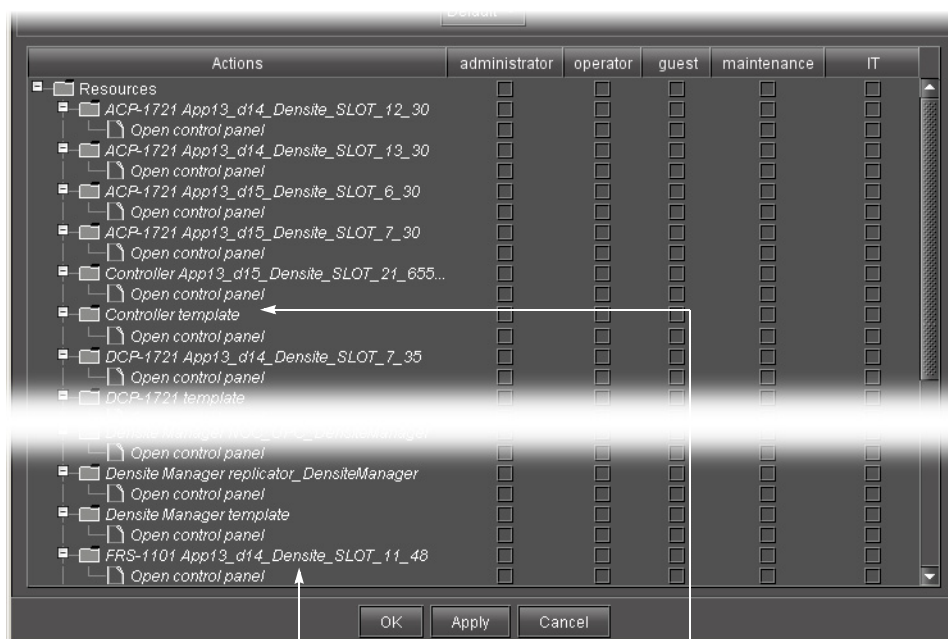 Default
Actions administrator operator guest maintenance IT
Resources
ACP-1721 App13_d14_Densite_SLOT_12_30
Open control panel
ACP-1721 App13_d14_Densite_SLOT_13_30
Open control panel
ACP-1721 App13_d15_Densite_SLOT_6_30
Open control panel
ACP-1721 App13_d15_Densite_SLOT_7_30
Open control panel
Controller App13_d15_Densite_SLOT_21_655...
Open control panel
Controller template
Open control panel
DCP-1721 App13_d14_Densite_SLOT_7_35
Open control panel
DCP-1721 template
Open control panel
Densite Manager replicator_DensiteManager
Open control panel
Densite Manager template
Open control panel
FRS-1101 App13_d14_Densite_SLOT_11_48
Open control panel
OK Apply Cancel